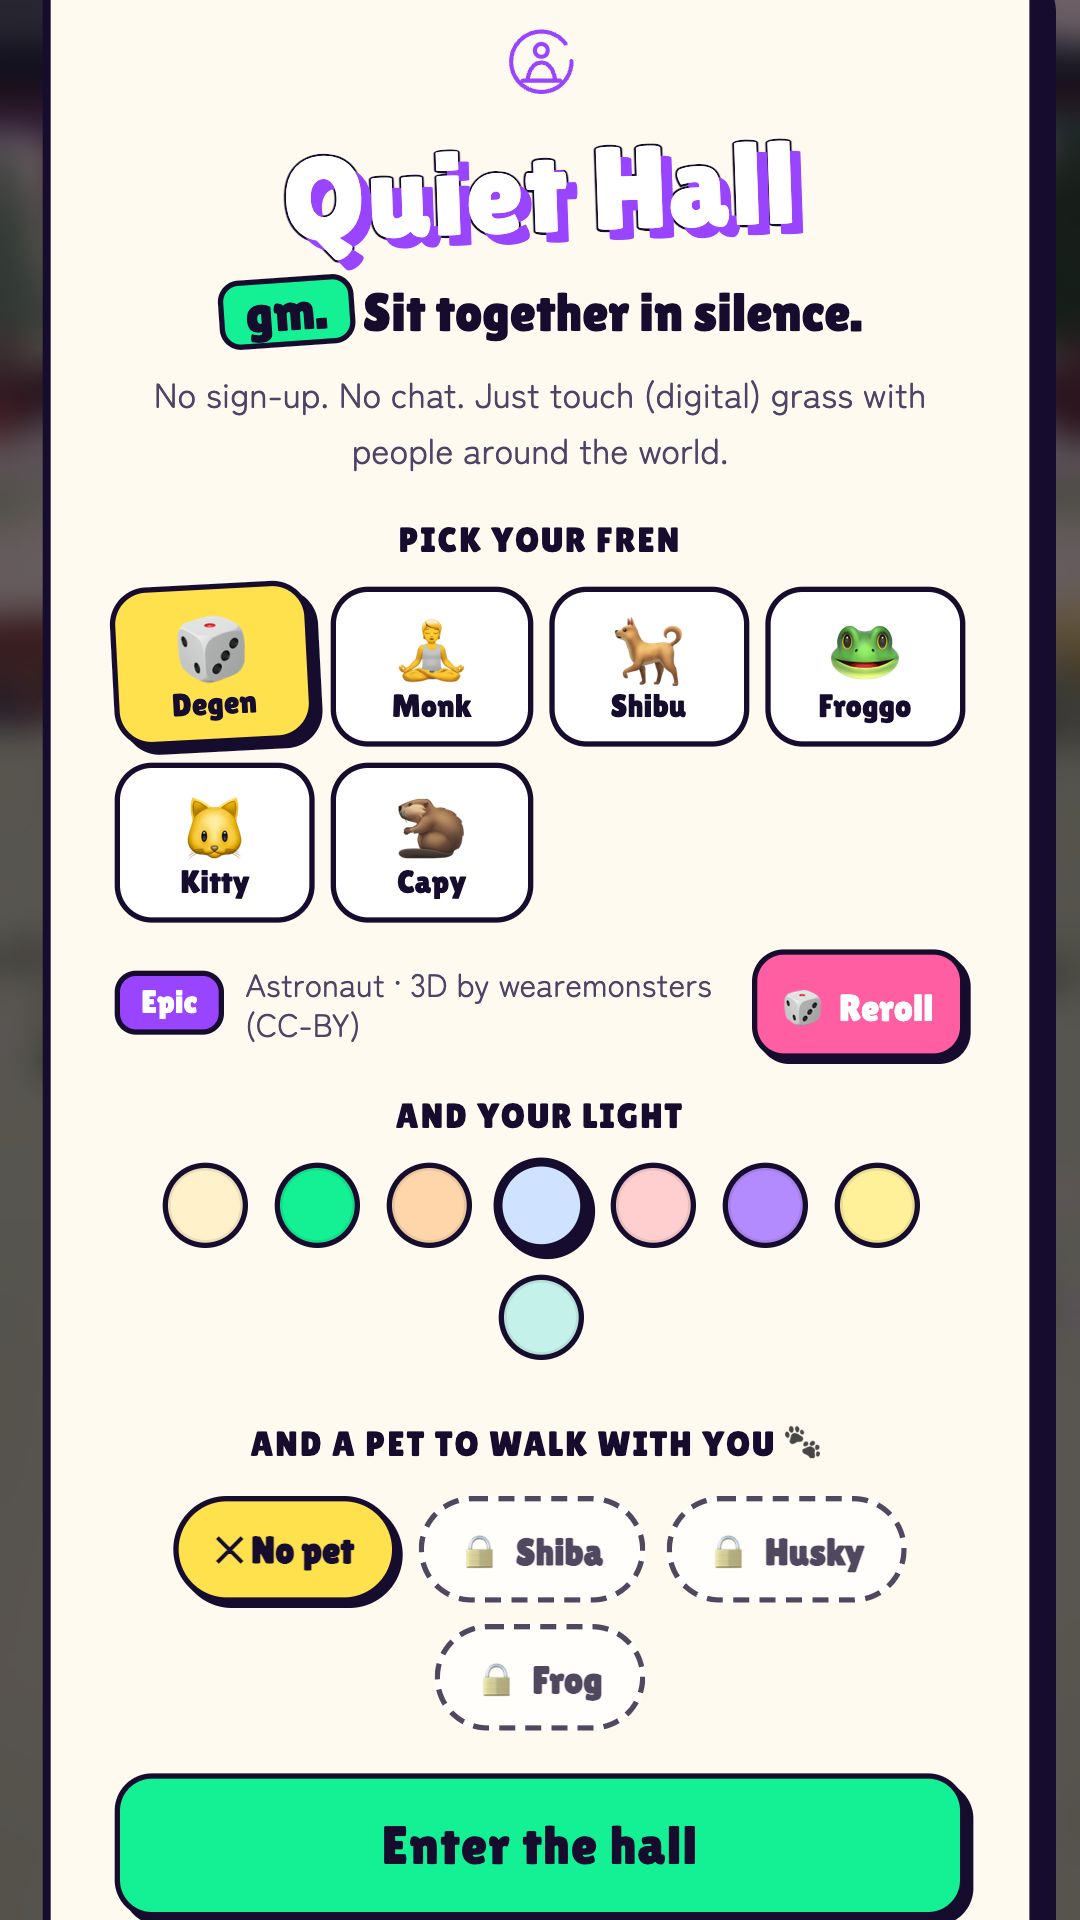 Quiet Hall
gm. Sit together in silence.
No sign-up. No chat. Just touch (digital) grass with
people around the world.
PICK YOUR FREN
Degen
Monk
Shibu
Froggo
Kitty
Capy
Epic
Astronaut · 3D by wearemonsters
(CC-BY)
🎲 Reroll
AND YOUR LIGHT
AND A PET TO WALK WITH YOU 🐾
✕ No pet
🔒 Shiba
🔒 Husky
🔒 Frog
Enter the hall